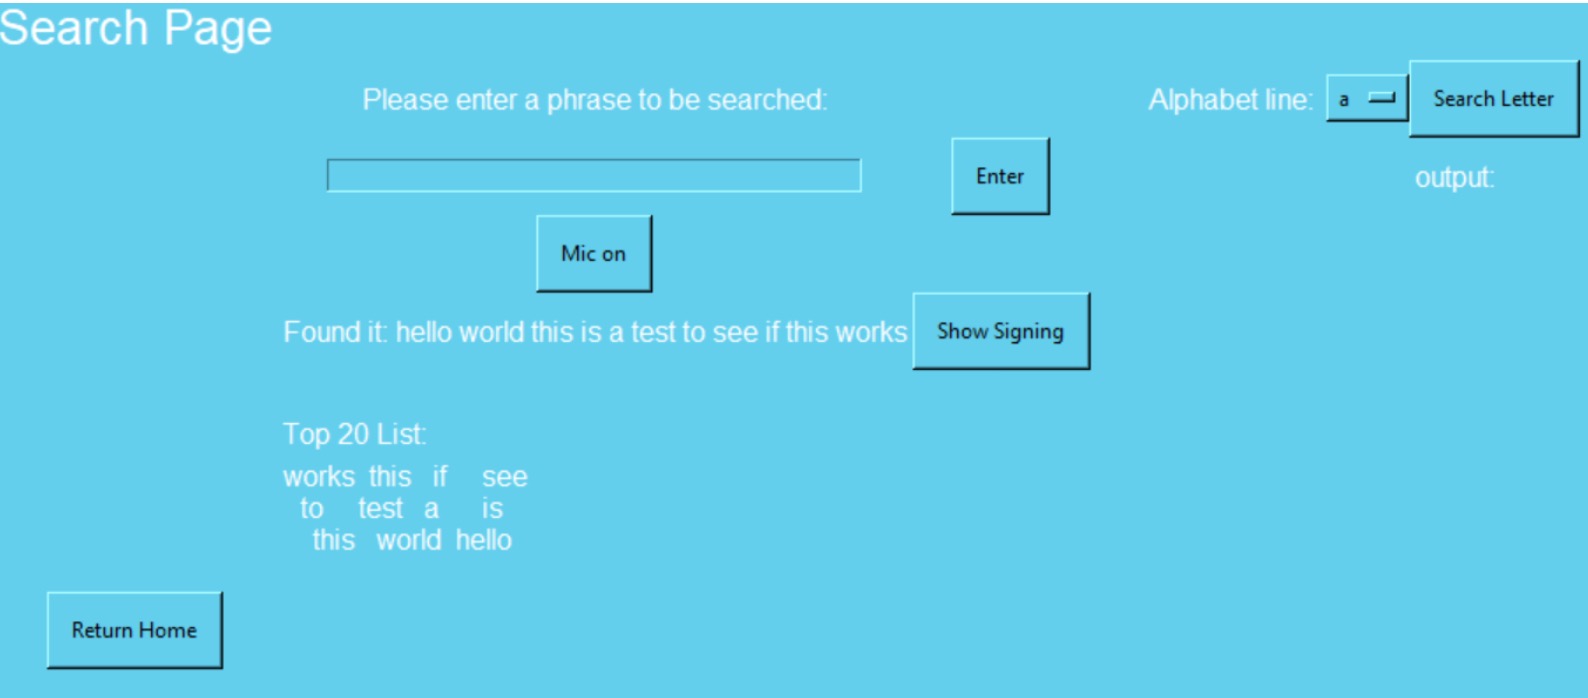 Search Page
Please enter a phrase to be searched:
Alphabet line: a Search Letter
Enter
output:
Mic on
Found it: hello world this is a test to see if this works Show Signing
Top 20 List:
works this if see
to test a is
this world hello
Return Home